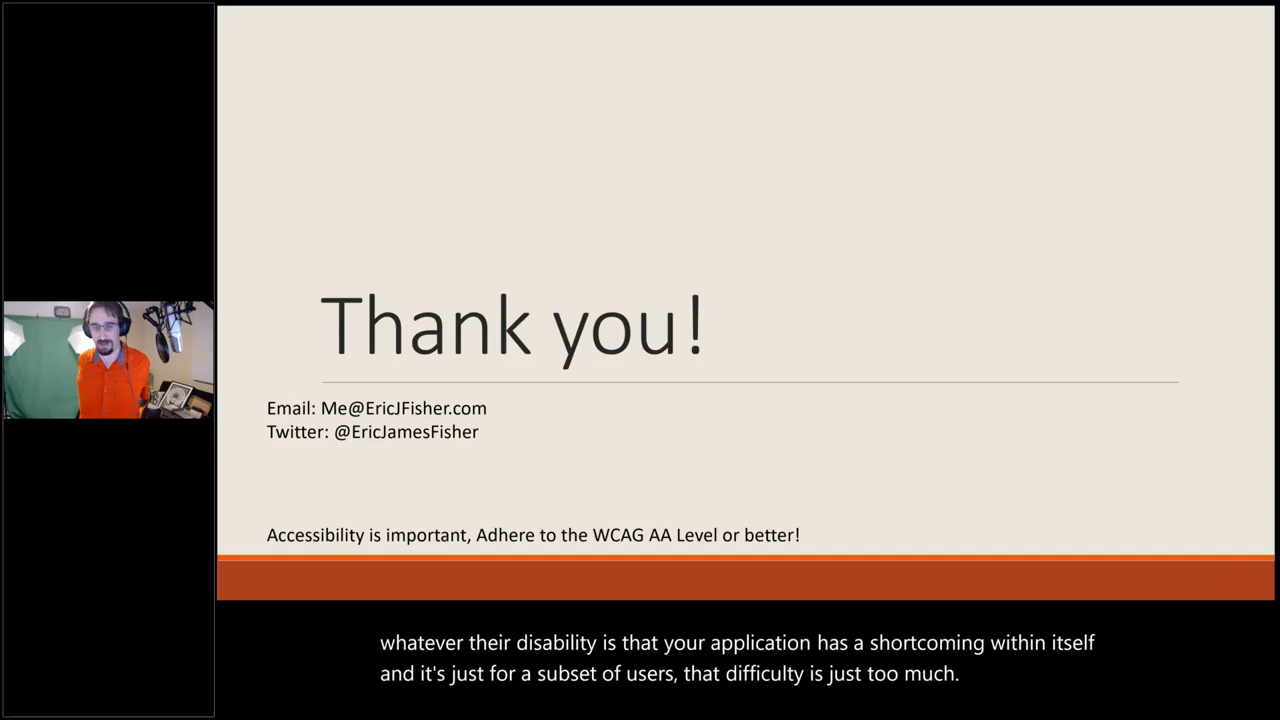 Thank you!
Email: Me@EricJFisher.com
Twitter: @EricJamesFisher
Accessibility is important, Adhere to the WCAG AA Level or better!
whatever their disability is that your application has a shortcoming within itself
and it's just for a subset of users, that difficulty is just too much.